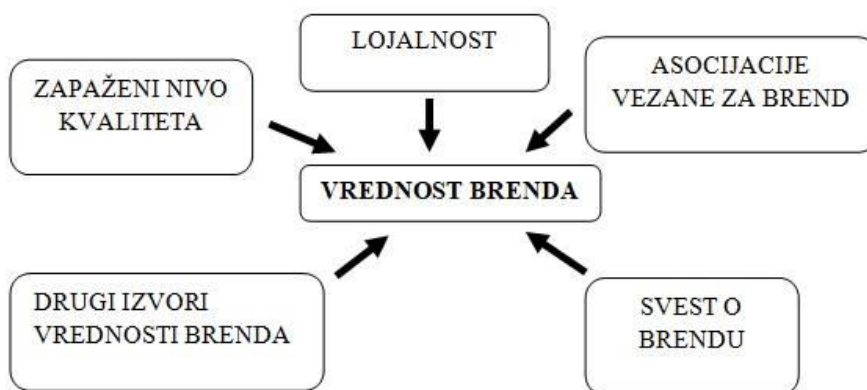 LOJALNOST
ZAPAŽENI NIVO
KVALITETA
ASOCIJACIJE
VEZANE ZA BREND
VREDNOST BRENDA
DRUGI IZVORI
VREDNOSTI BRENDA
SVEST O
BRENDU